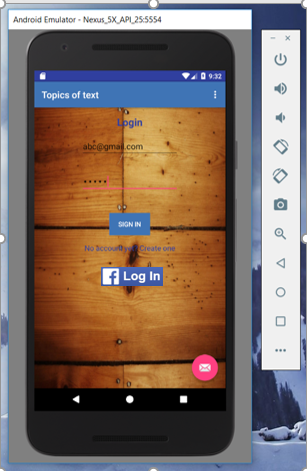 Android Emulator - Nexus_5X_API_25:5554
9:32
Topics of text
Login
abc@gmail.com
•••••
SIGN IN
No account yet? Create one
f Log In